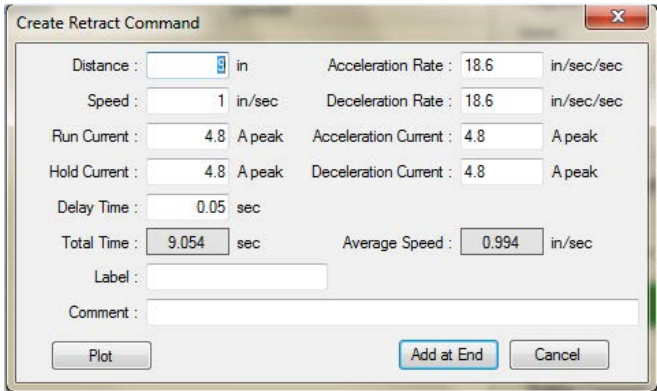 Create Retract Command
Distance : 9 in Acceleration Rate : 18.6 in/sec/sec
Speed : 1 in/sec Deceleration Rate : 18.6 in/sec/sec
Run Current : 4.8 A peak Acceleration Current : 4.8 A peak
Hold Current : 4.8 A peak Deceleration Current : 4.8 A peak
Delay Time : 0.05 sec
Total Time : 9.054 sec Average Speed : 0.994 in/sec
Label :
Comment :
Plot Add at End Cancel